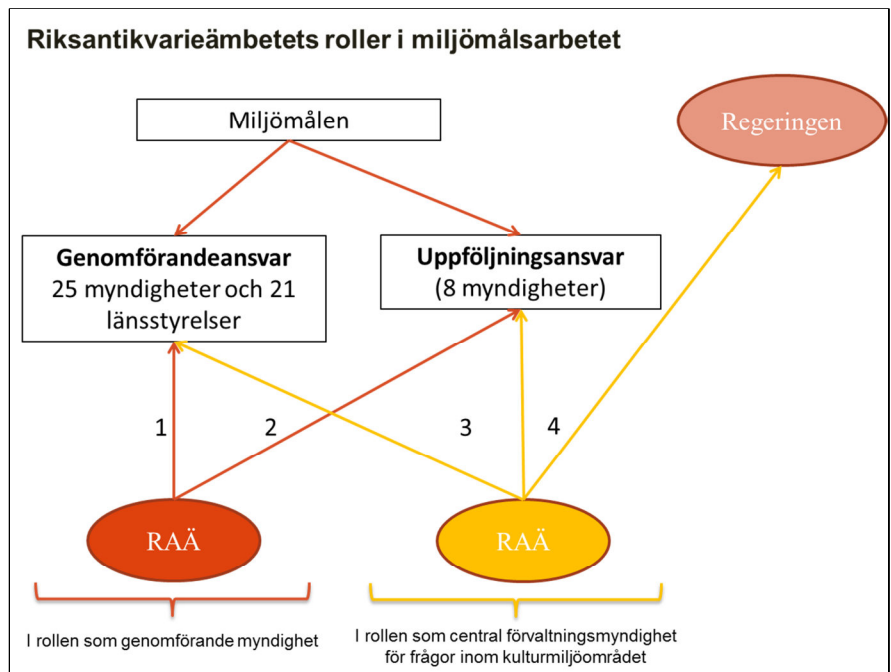 Riksantikvarieämbetets roller i miljömålsarbetet
Miljömålen
Regeringen
Genomförandeansvar
25 myndigheter och 21
länsstyrelser
Uppföljningsansvar
(8 myndigheter)
1
2
3
4
RAÄ
RAÄ
I rollen som genomförande myndighet
I rollen som central förvaltningsmyndighet
för frågor inom kulturmiljöområdet